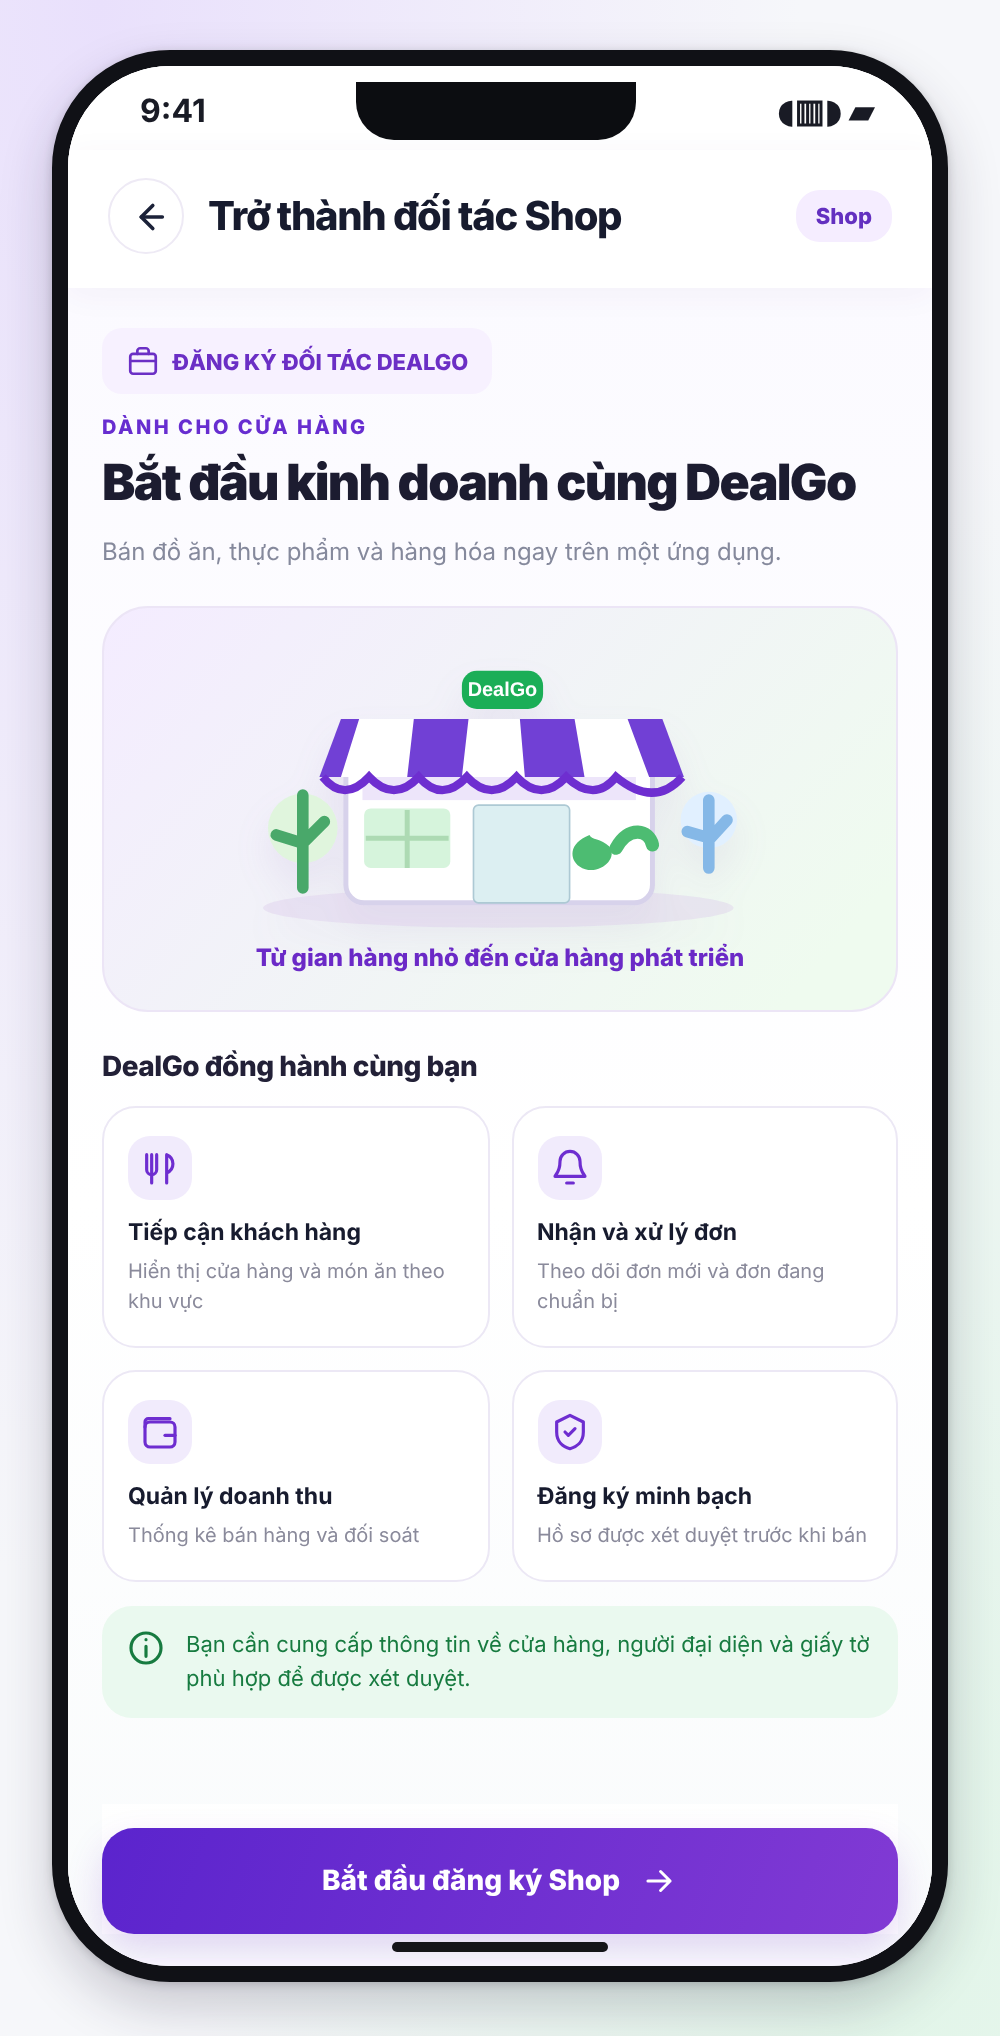 9:41
Trở thành đối tác Shop
Shop
ĐĂNG KÝ ĐỐI TÁC DEALGO
DÀNH CHO CỬA HÀNG
Bắt đầu kinh doanh cùng DealGo
Bán đồ ăn, thực phẩm và hàng hóa ngay trên một ứng dụng.
DealGo
Từ gian hàng nhỏ đến cửa hàng phát triển
DealGo đồng hành cùng bạn
Tiếp cận khách hàng
Hiển thị cửa hàng và món ăn theo
khu vực
Nhận và xử lý đơn
Theo dõi đơn mới và đơn đang
chuẩn bị
Quản lý doanh thu
Thống kê bán hàng và đối soát
Đăng ký minh bạch
Hồ sơ được xét duyệt trước khi bán
Bạn cần cung cấp thông tin về cửa hàng, người đại diện và giấy tờ
phù hợp để được xét duyệt.
Bắt đầu đăng ký Shop